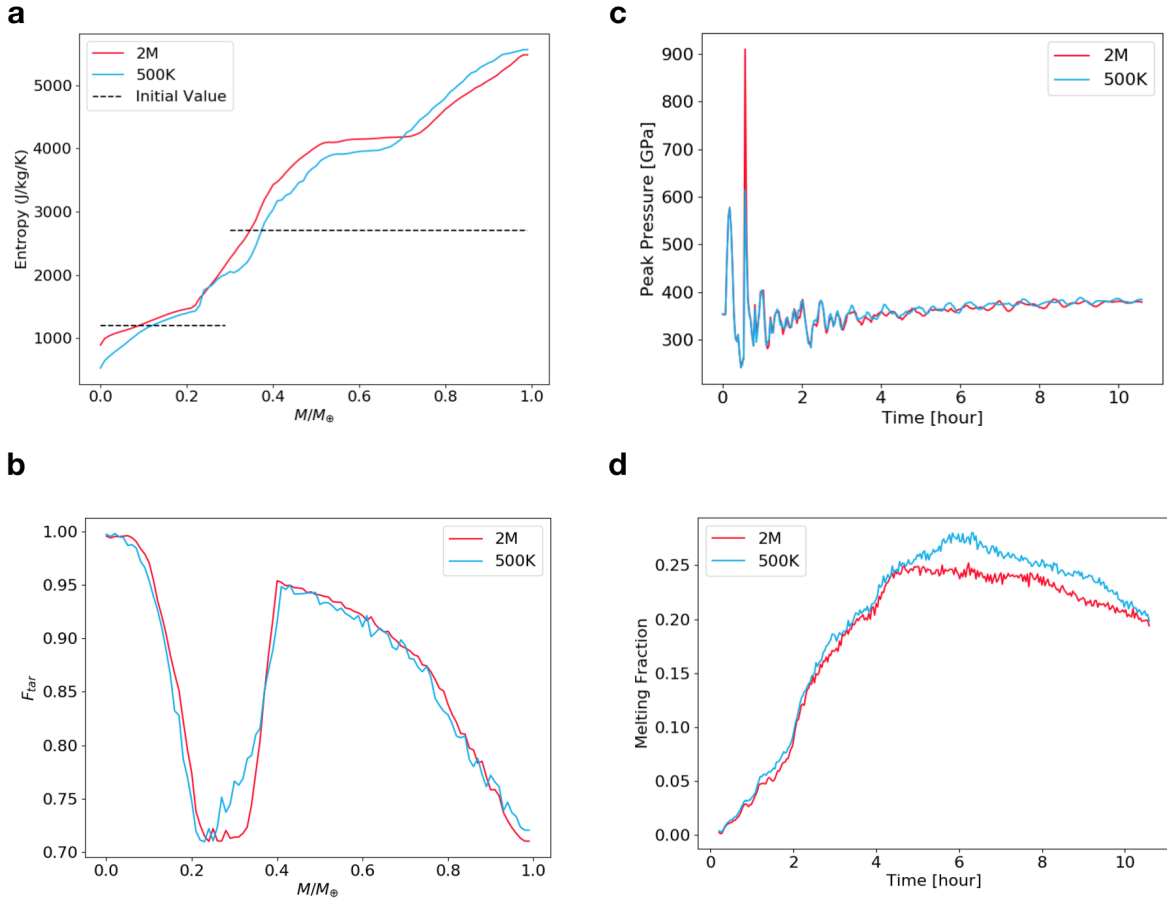 a
2M
500K
Initial Value
Entropy (J/kg/K)
5000
4000
3000
2000
1000
0.0 0.2 0.4 0.6 0.8 1.0
M/M⊕
c
2M
500K
Peak Pressure [GPa]
900
800
700
600
500
400
300
0 2 4 6 8 10
Time [hour]
b
2M
500K
F_tar
1.00
0.95
0.90
0.85
0.80
0.75
0.70
0.0 0.2 0.4 0.6 0.8 1.0
M/M⊕
d
2M
500K
Melting Fraction
0.25
0.20
0.15
0.10
0.05
0.00
0 2 4 6 8 10
Time [hour]